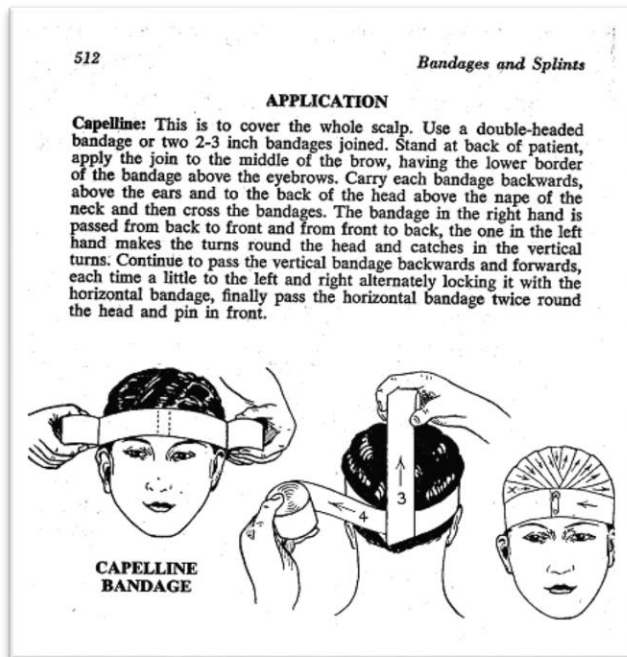 512
Bandages and Splints
APPLICATION
Capelline: This is to cover the whole scalp. Use a double-headed
bandage or two 2-3 inch bandages joined. Stand at back of patient,
apply the join to the middle of the brow, having the lower border
of the bandage above the eyebrows. Carry each bandage backwards,
above the ears and to the back of the head above the nape of the
neck and then cross the bandages. The bandage in the right hand is
passed from back to front and from front to back, the one in the left
hand makes the turns round the head and catches in the vertical
turns. Continue to pass the vertical bandage backwards and forwards,
each time a little to the left and right alternately locking it with the
horizontal bandage, finally pass the horizontal bandage twice round
the head and pin in front.
3
4
CAPELLINE
BANDAGE